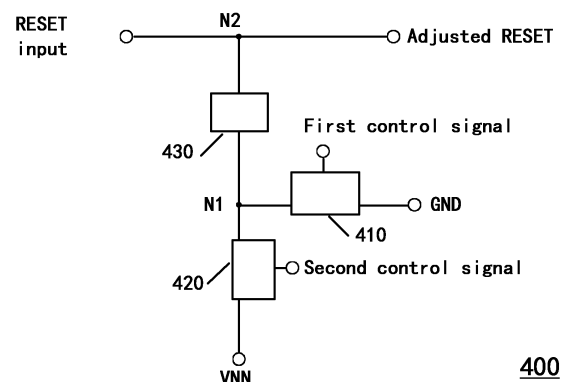 RESET
input
N2
Adjusted RESET
430
First control signal
N1
GND
410
420
Second control signal
VNN
400